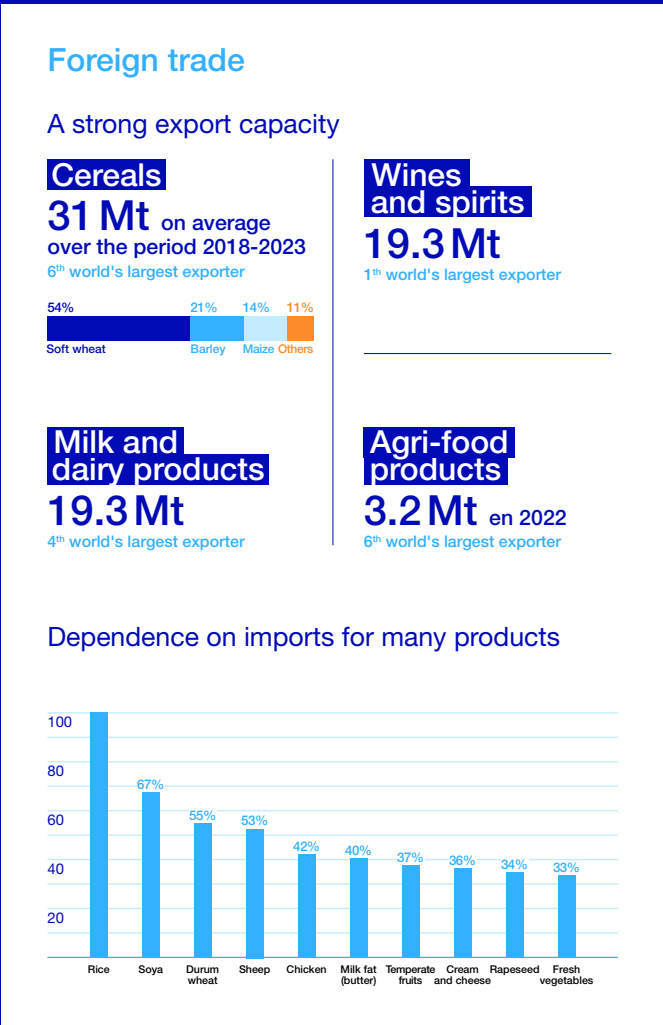 Foreign trade
A strong export capacity
Cereals
31 Mt on average
over the period 2018-2023
6th world's largest exporter
54% 21% 14% 11%
Soft wheat Barley Maize Others
Wines
and spirits
19.3 Mt
1th world's largest exporter
Milk and
dairy products
19.3 Mt
4th world's largest exporter
Agri-food
products
3.2 Mt en 2022
6th world's largest exporter
Dependence on imports for many products
100
80
60
40
20
67%
55%
53%
42%
40%
37%
36%
34%
33%
Rice
Soya
Durum
wheat
Sheep
Chicken
Milk fat
(butter)
Temperate
fruits
Cream
and cheese
Rapeseed
Fresh
vegetables